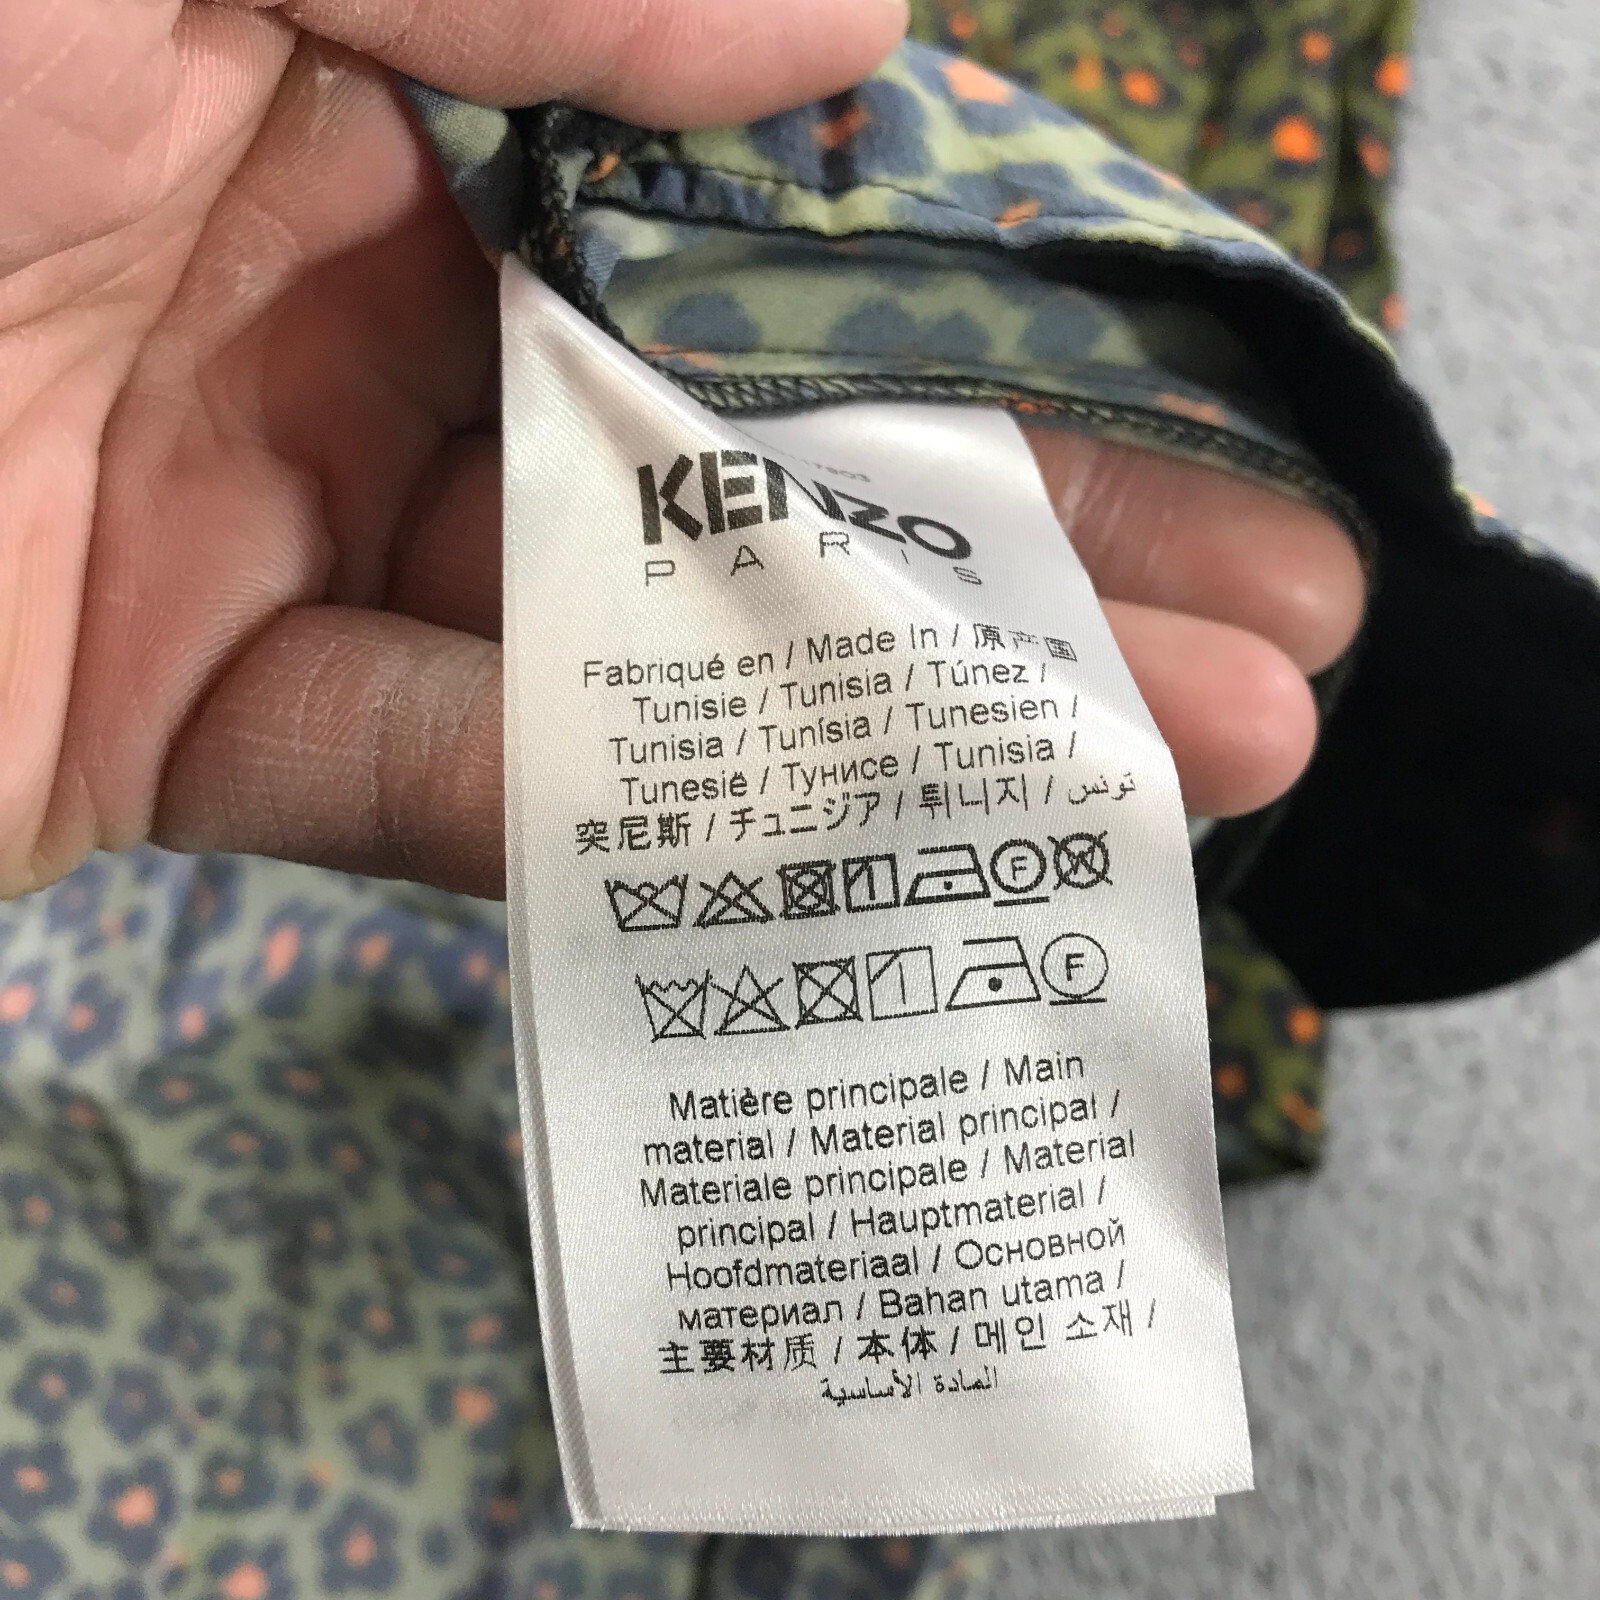 KENZO
PARIS
Fabriqué en / Made In / 原产国
Tunisie / Tunisia / Túnez /
Tunisia / Tunísia / Tunesien /
Tunesië / Тунисе / Tunisia /
突尼斯 / チュニジア / 튀니지 / تونس
F
F
Matière principale / Main
material / Material principal /
Materiale principale / Material
principal / Hauptmaterial /
Hoofdmateriaal / Основной
материал / Bahan utama /
主要材质 / 本体 / 메인 소재 /
المادة الأساسية